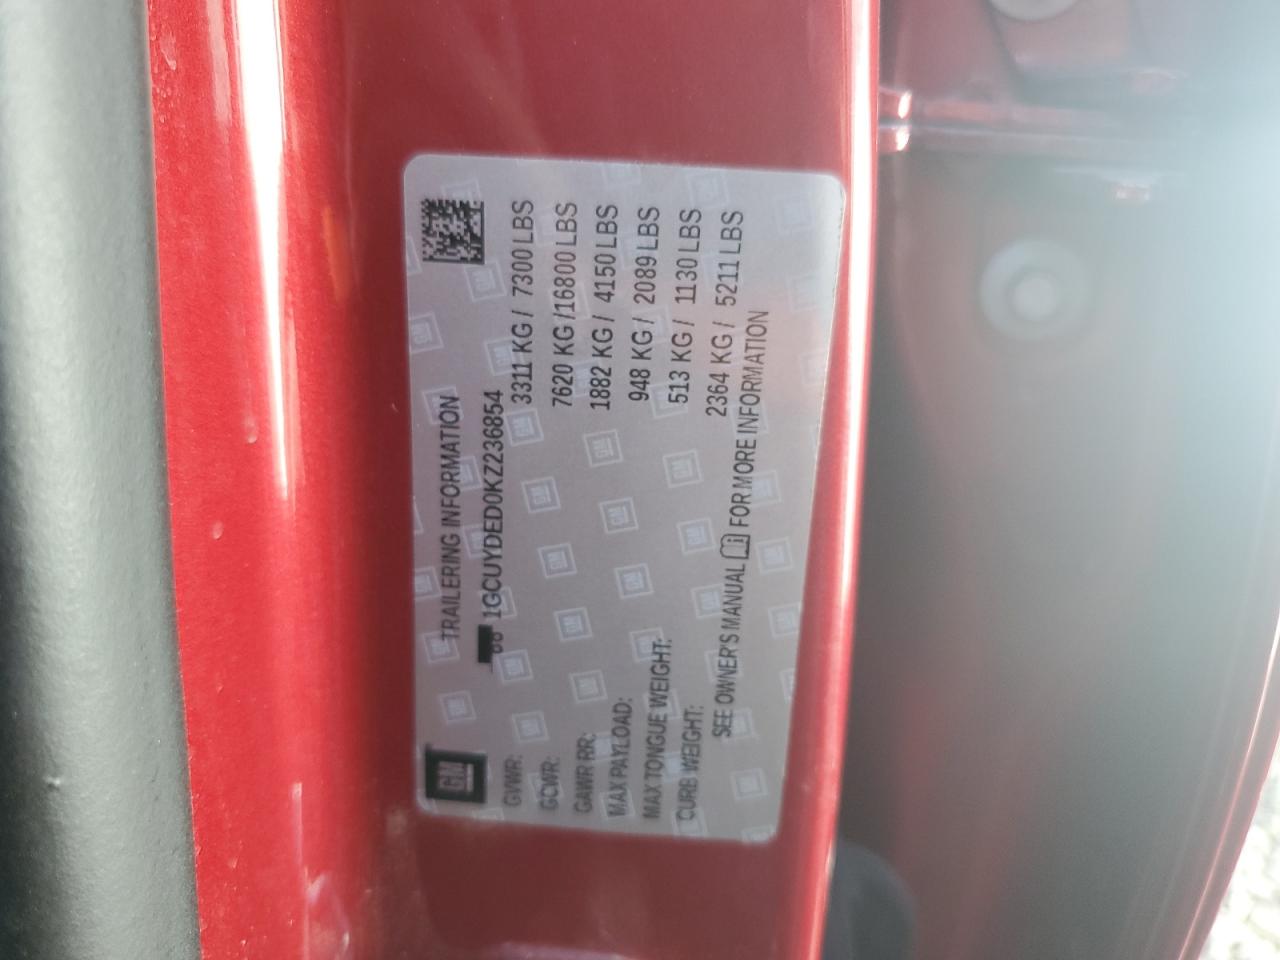 GM
TRAILERING INFORMATION
1GCUYDED0KZ236854
GVWR: 3311 KG / 7300 LBS
GCWR: 7620 KG / 16800 LBS
GAWR RR: 1882 KG / 4150 LBS
MAX PAYLOAD: 948 KG / 2089 LBS
MAX TONGUE WEIGHT: 513 KG / 1130 LBS
CURB WEIGHT: 2364 KG / 5211 LBS
SEE OWNER'S MANUAL FOR MORE INFORMATION